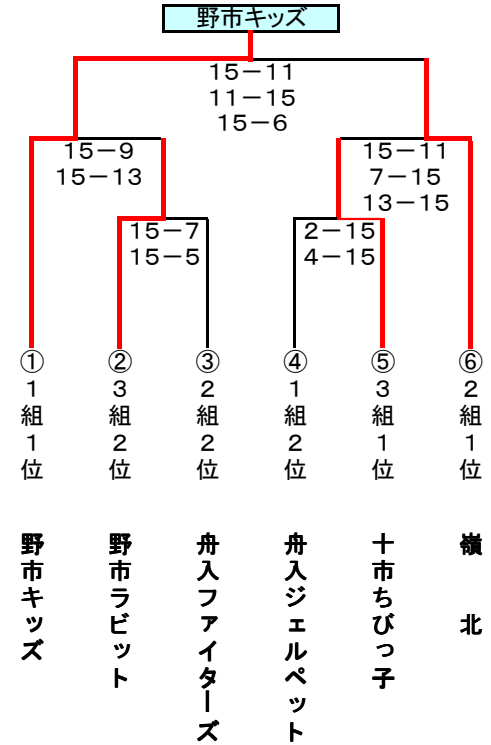 野市キッズ
15－11
11－15
15－6
15－9
15－13
15－11
7－15
13－15
15－7
15－5
2－15
4－15
①
1組1位
野市キッズ
②
3組2位
野市ラビット
③
2組2位
舟入ファイターズ
④
1組2位
舟入ジェルペット
⑤
3組1位
十市ちびっ子
⑥
2組1位
嶺北